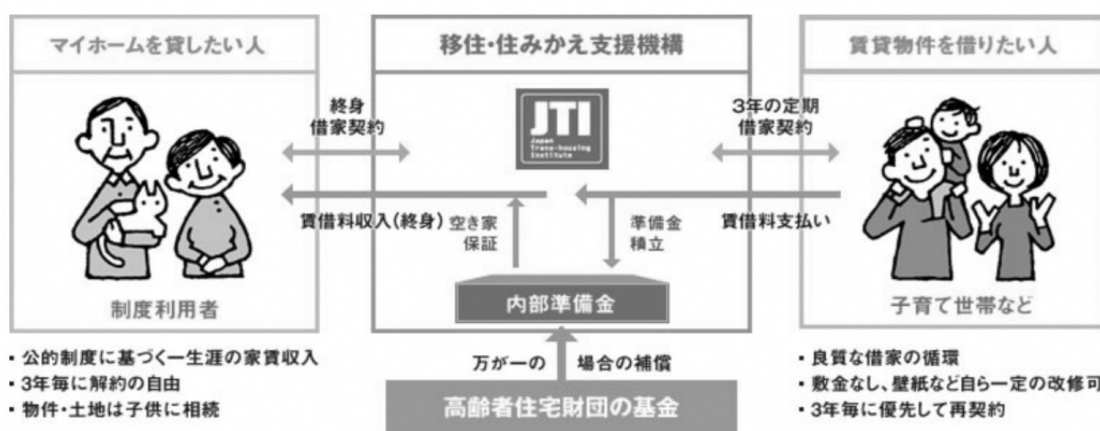 マイホームを貸したい人
移住・住みかえ支援機構
賃貸物件を借りたい人
終身
借家契約
JTI
Japan
Trans-housing
Institute
3年の定期
借家契約
賃借料収入(終身)
空き家
保証
準備金
積立
賃借料支払い
制度利用者
内部準備金
子育て世帯など
・公的制度に基づく一生涯の家賃収入
・3年毎に解約の自由
・物件・土地は子供に相続
万が一の 場合の補償
高齢者住宅財団の基金
・良質な借家の循環
・敷金なし、壁紙など自ら一定の改修可
・3年毎に優先して再契約